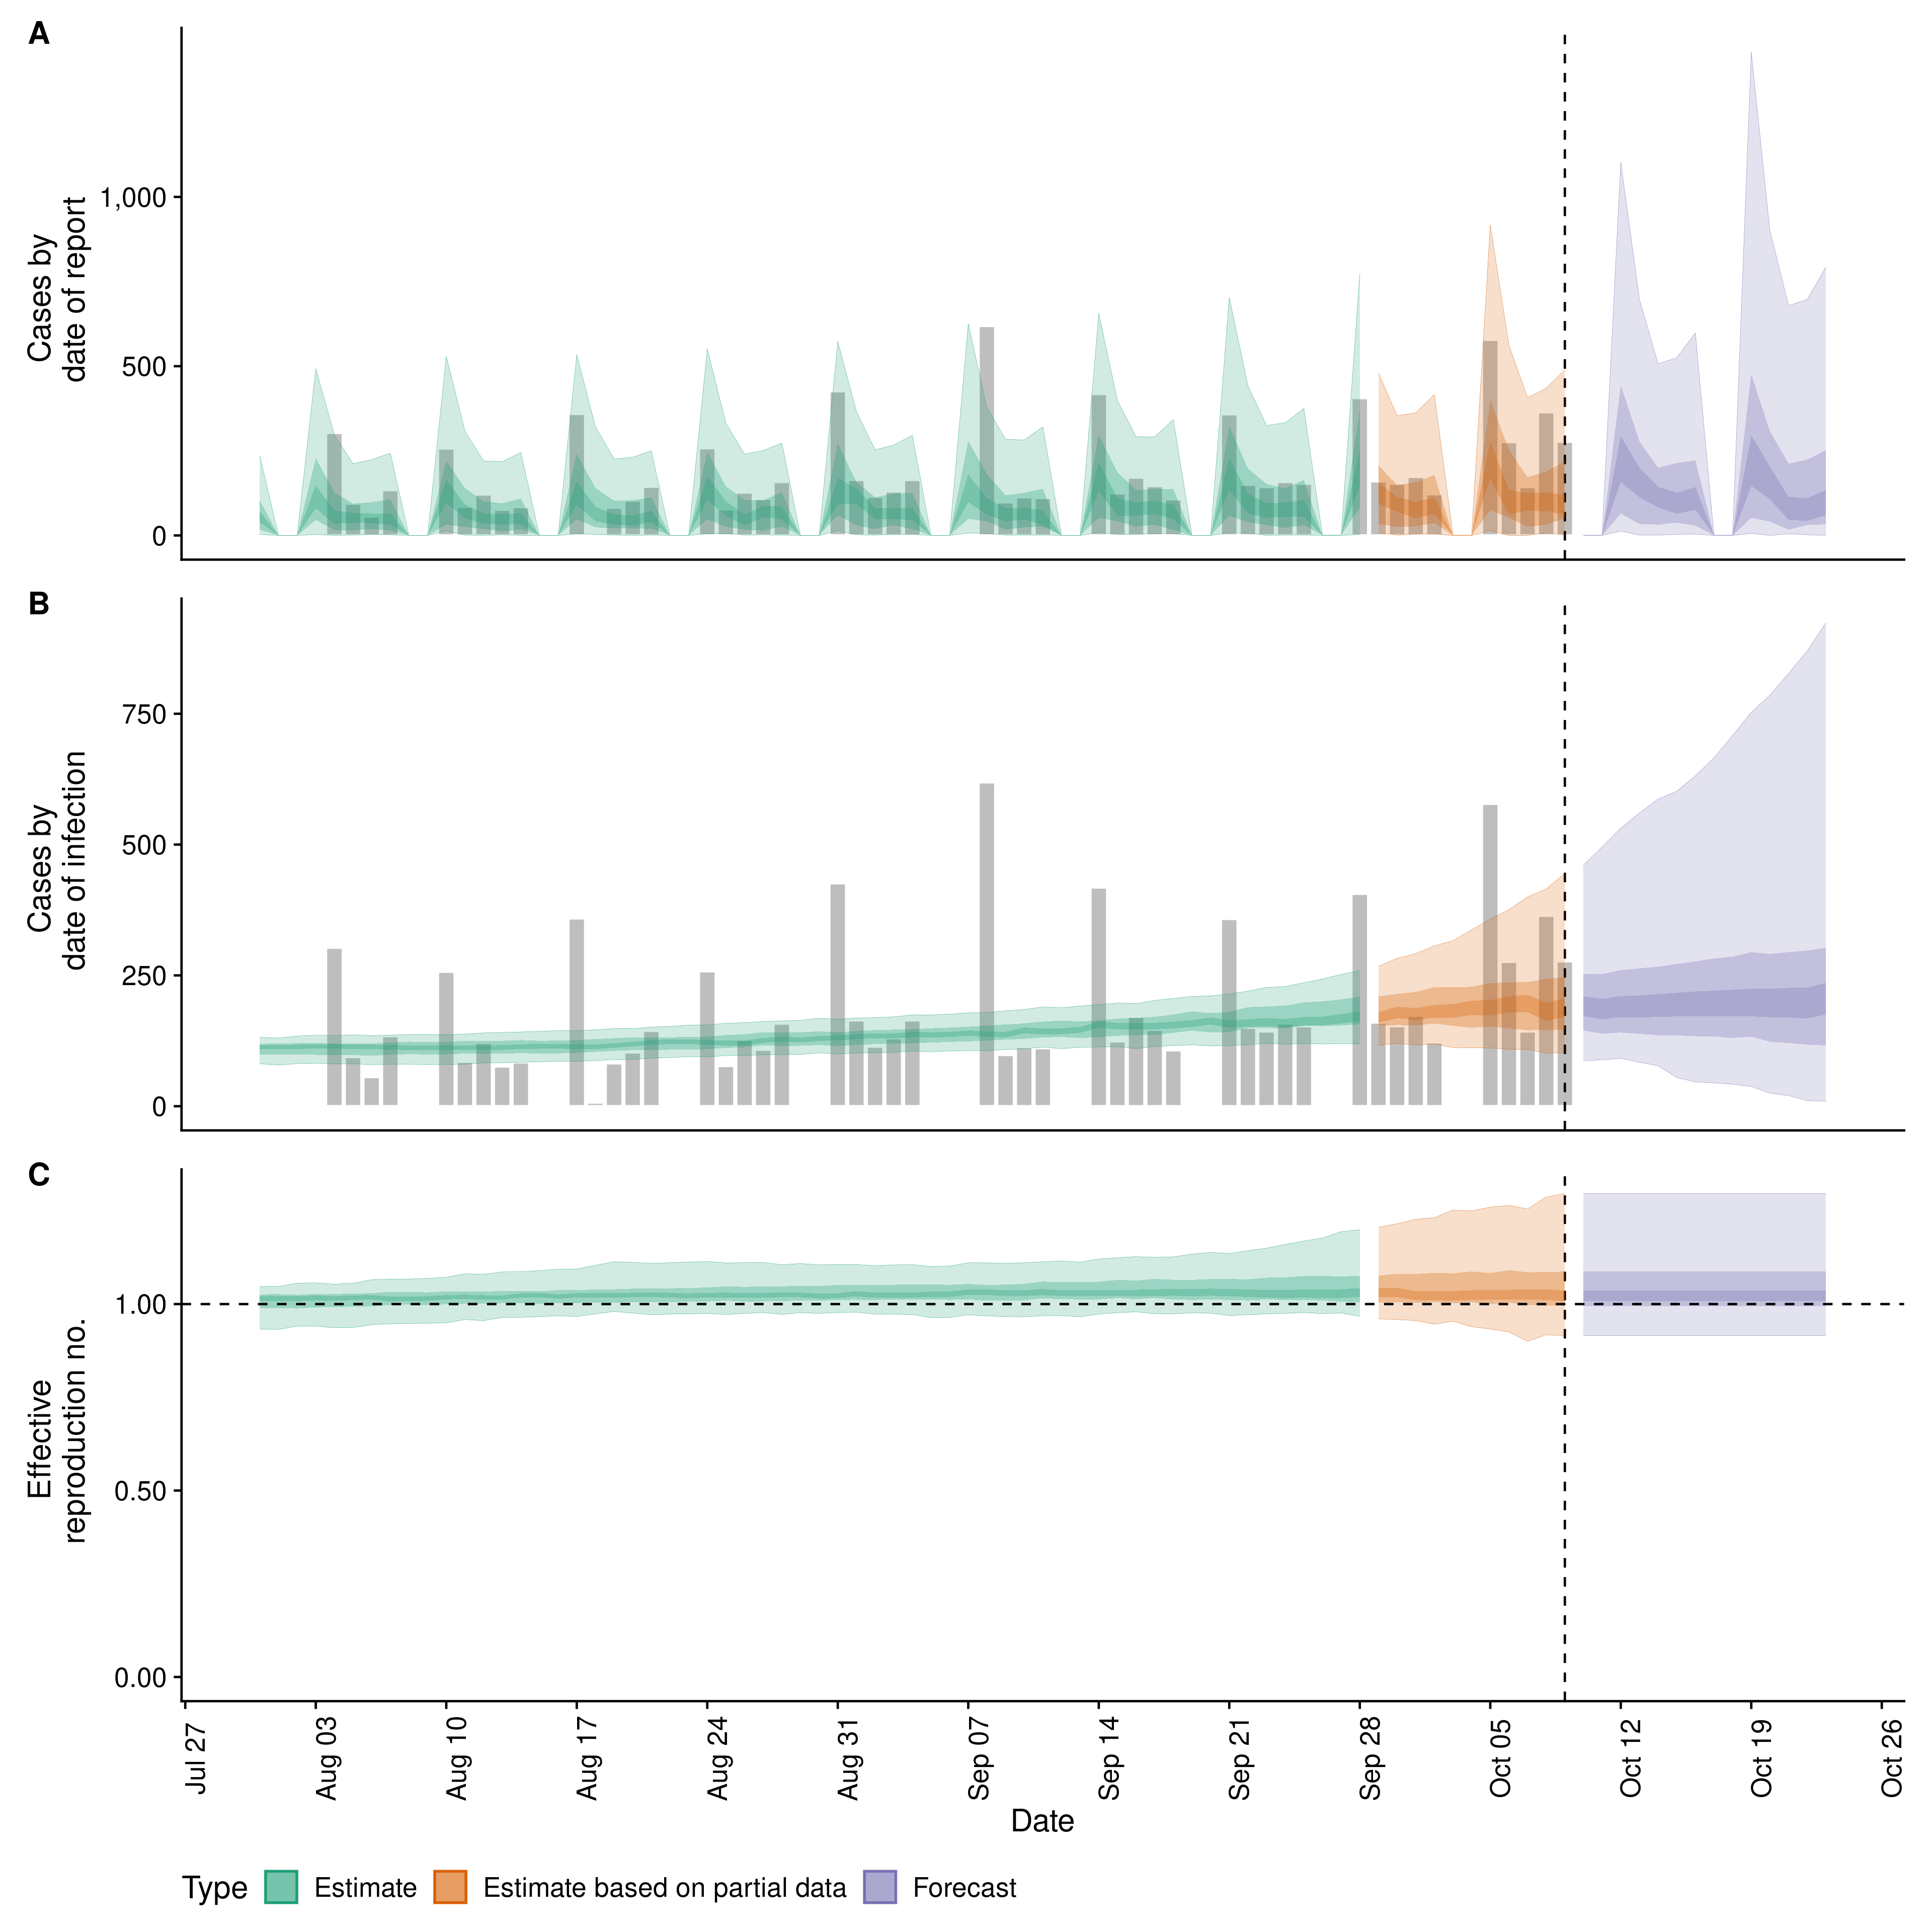 A
Cases by
date of report
1,000
500
0
B
Cases by
date of infection
750
500
250
0
C
Effective
reproduction no.
1.00
0.50
0.00
Jul 27
Aug 03
Aug 10
Aug 17
Aug 24
Aug 31
Sep 07
Sep 14
Sep 21
Sep 28
Oct 05
Oct 12
Oct 19
Oct 26
Date
Type Estimate Estimate based on partial data Forecast